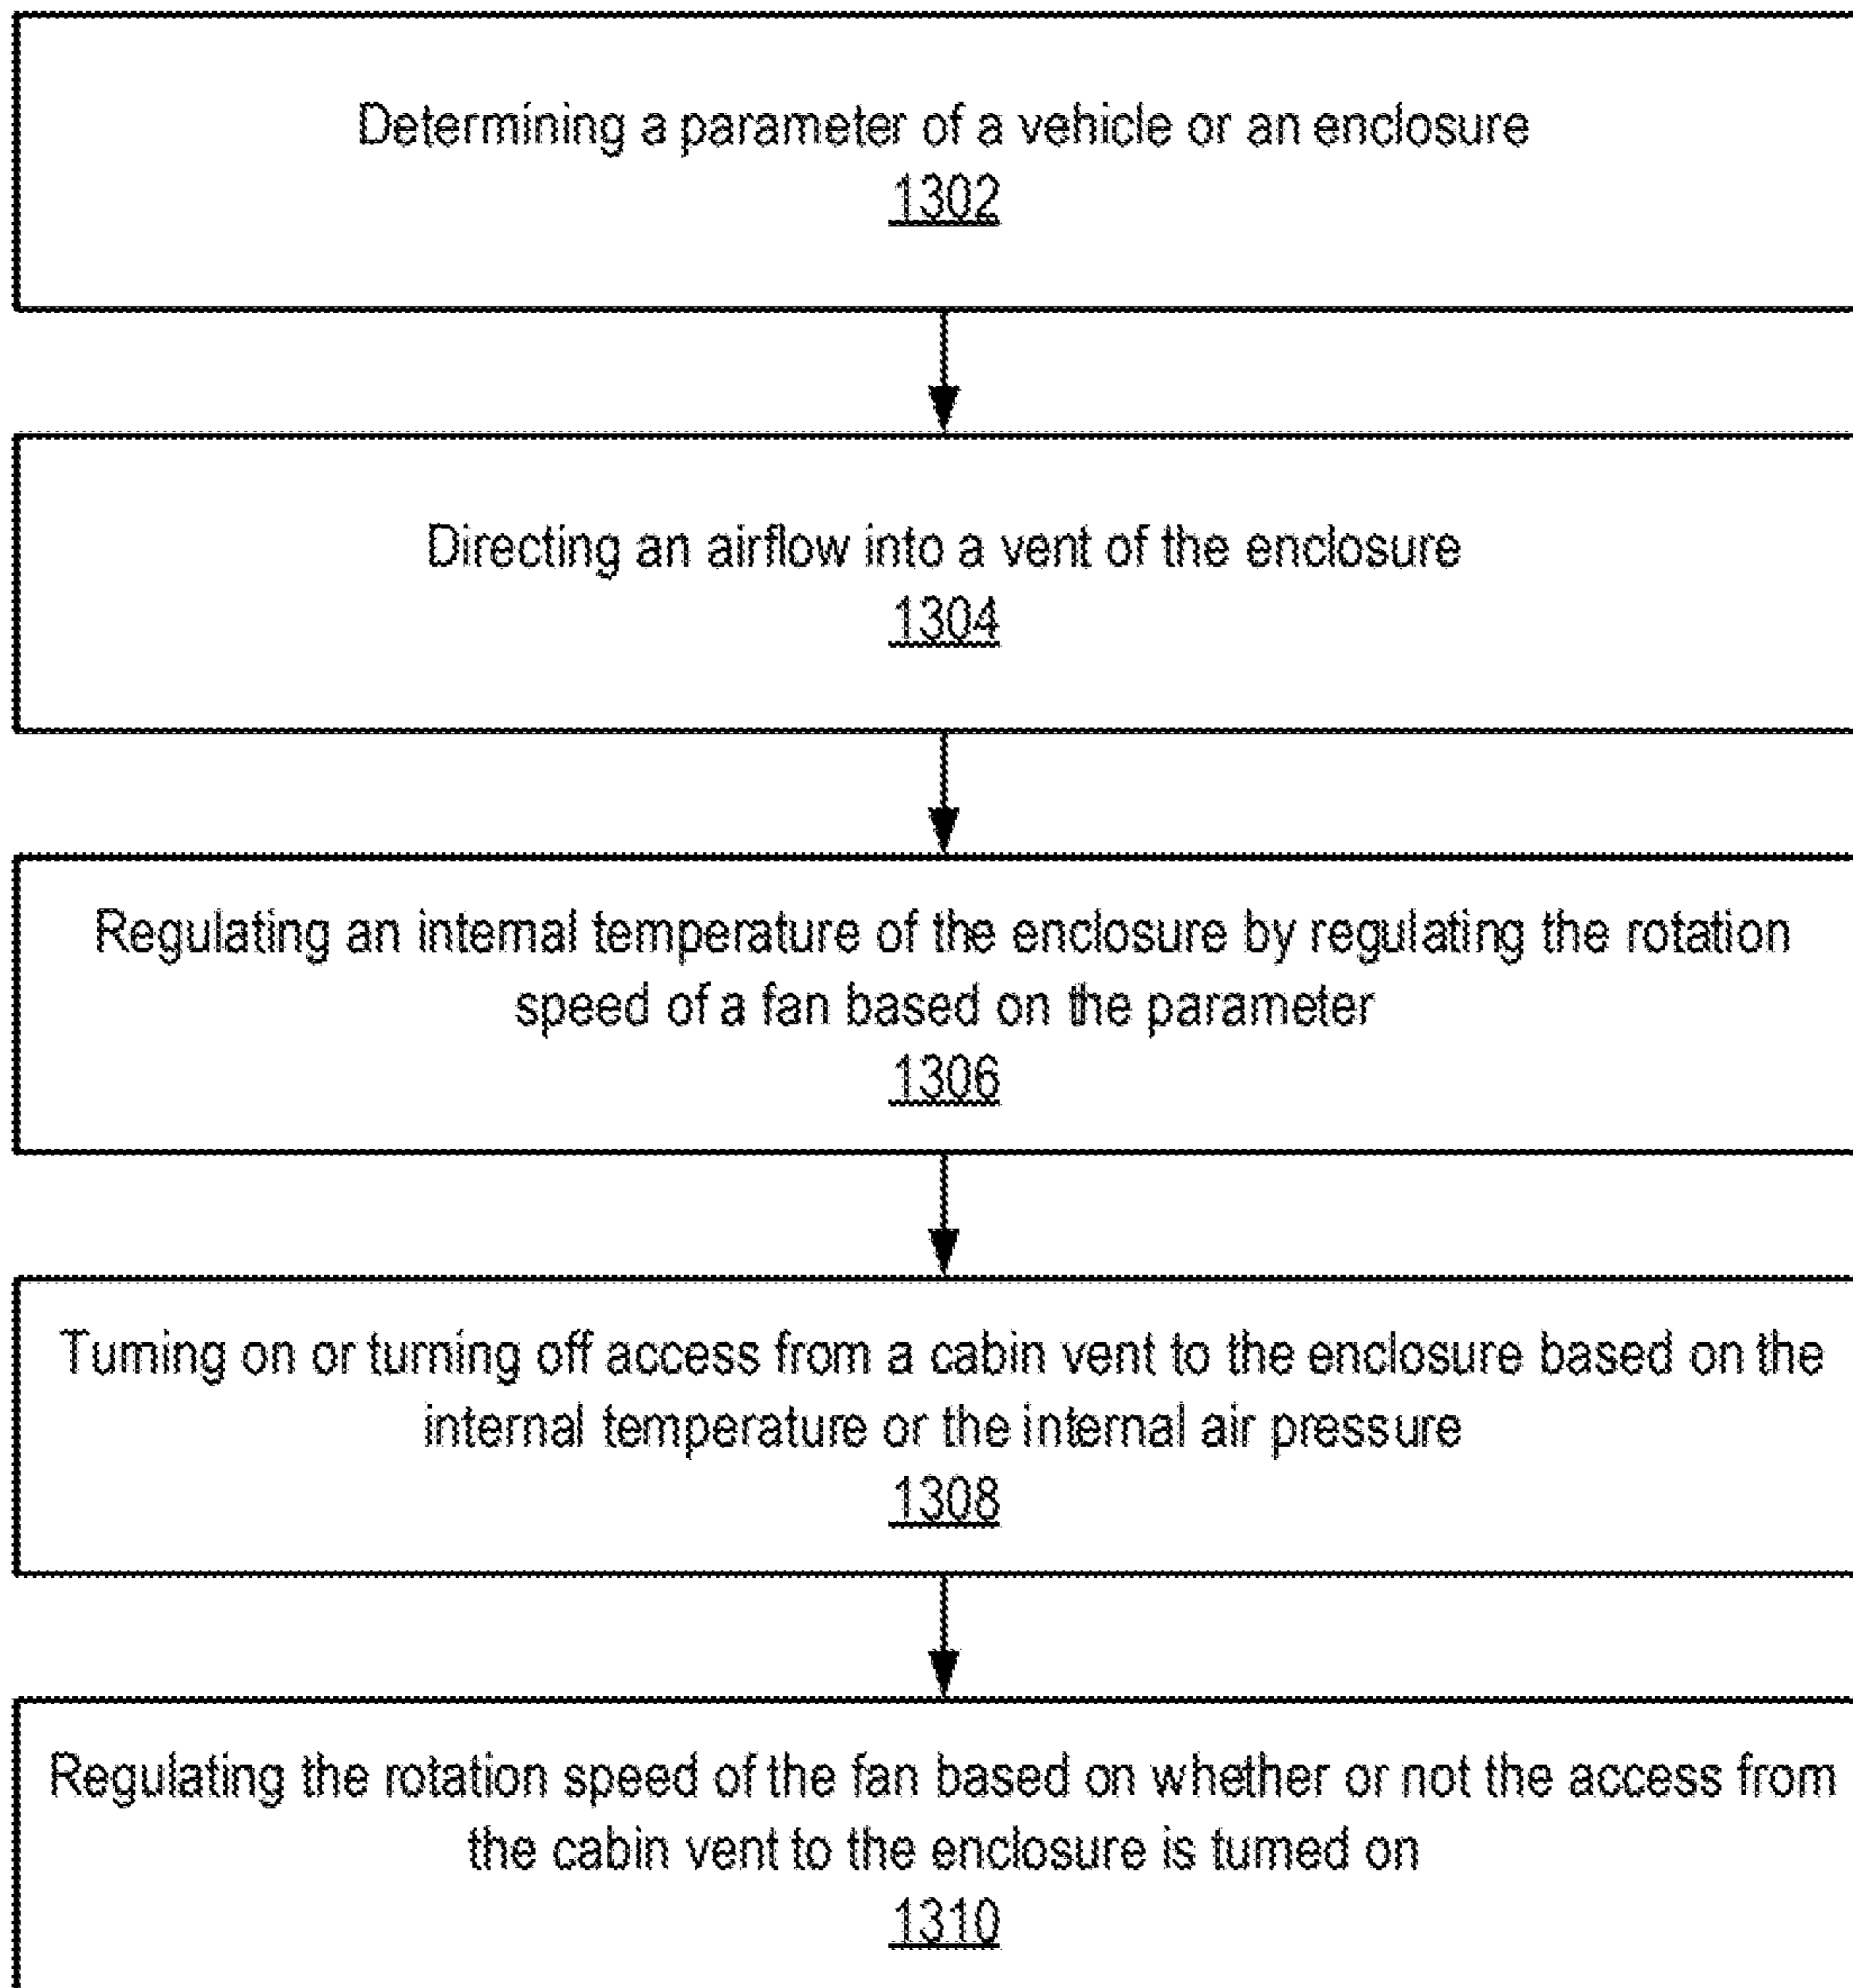 Determining a parameter of a vehicle or an enclosure
1302
Directing an airflow into a vent of the enclosure
1304
Regulating an internal temperature of the enclosure by regulating the rotation
speed of a fan based on the parameter
1306
Turning on or turning off access from a cabin vent to the enclosure based on the
internal temperature or the internal air pressure
1308
Regulating the rotation speed of the fan based on whether or not the access from
the cabin vent to the enclosure is turned on
1310